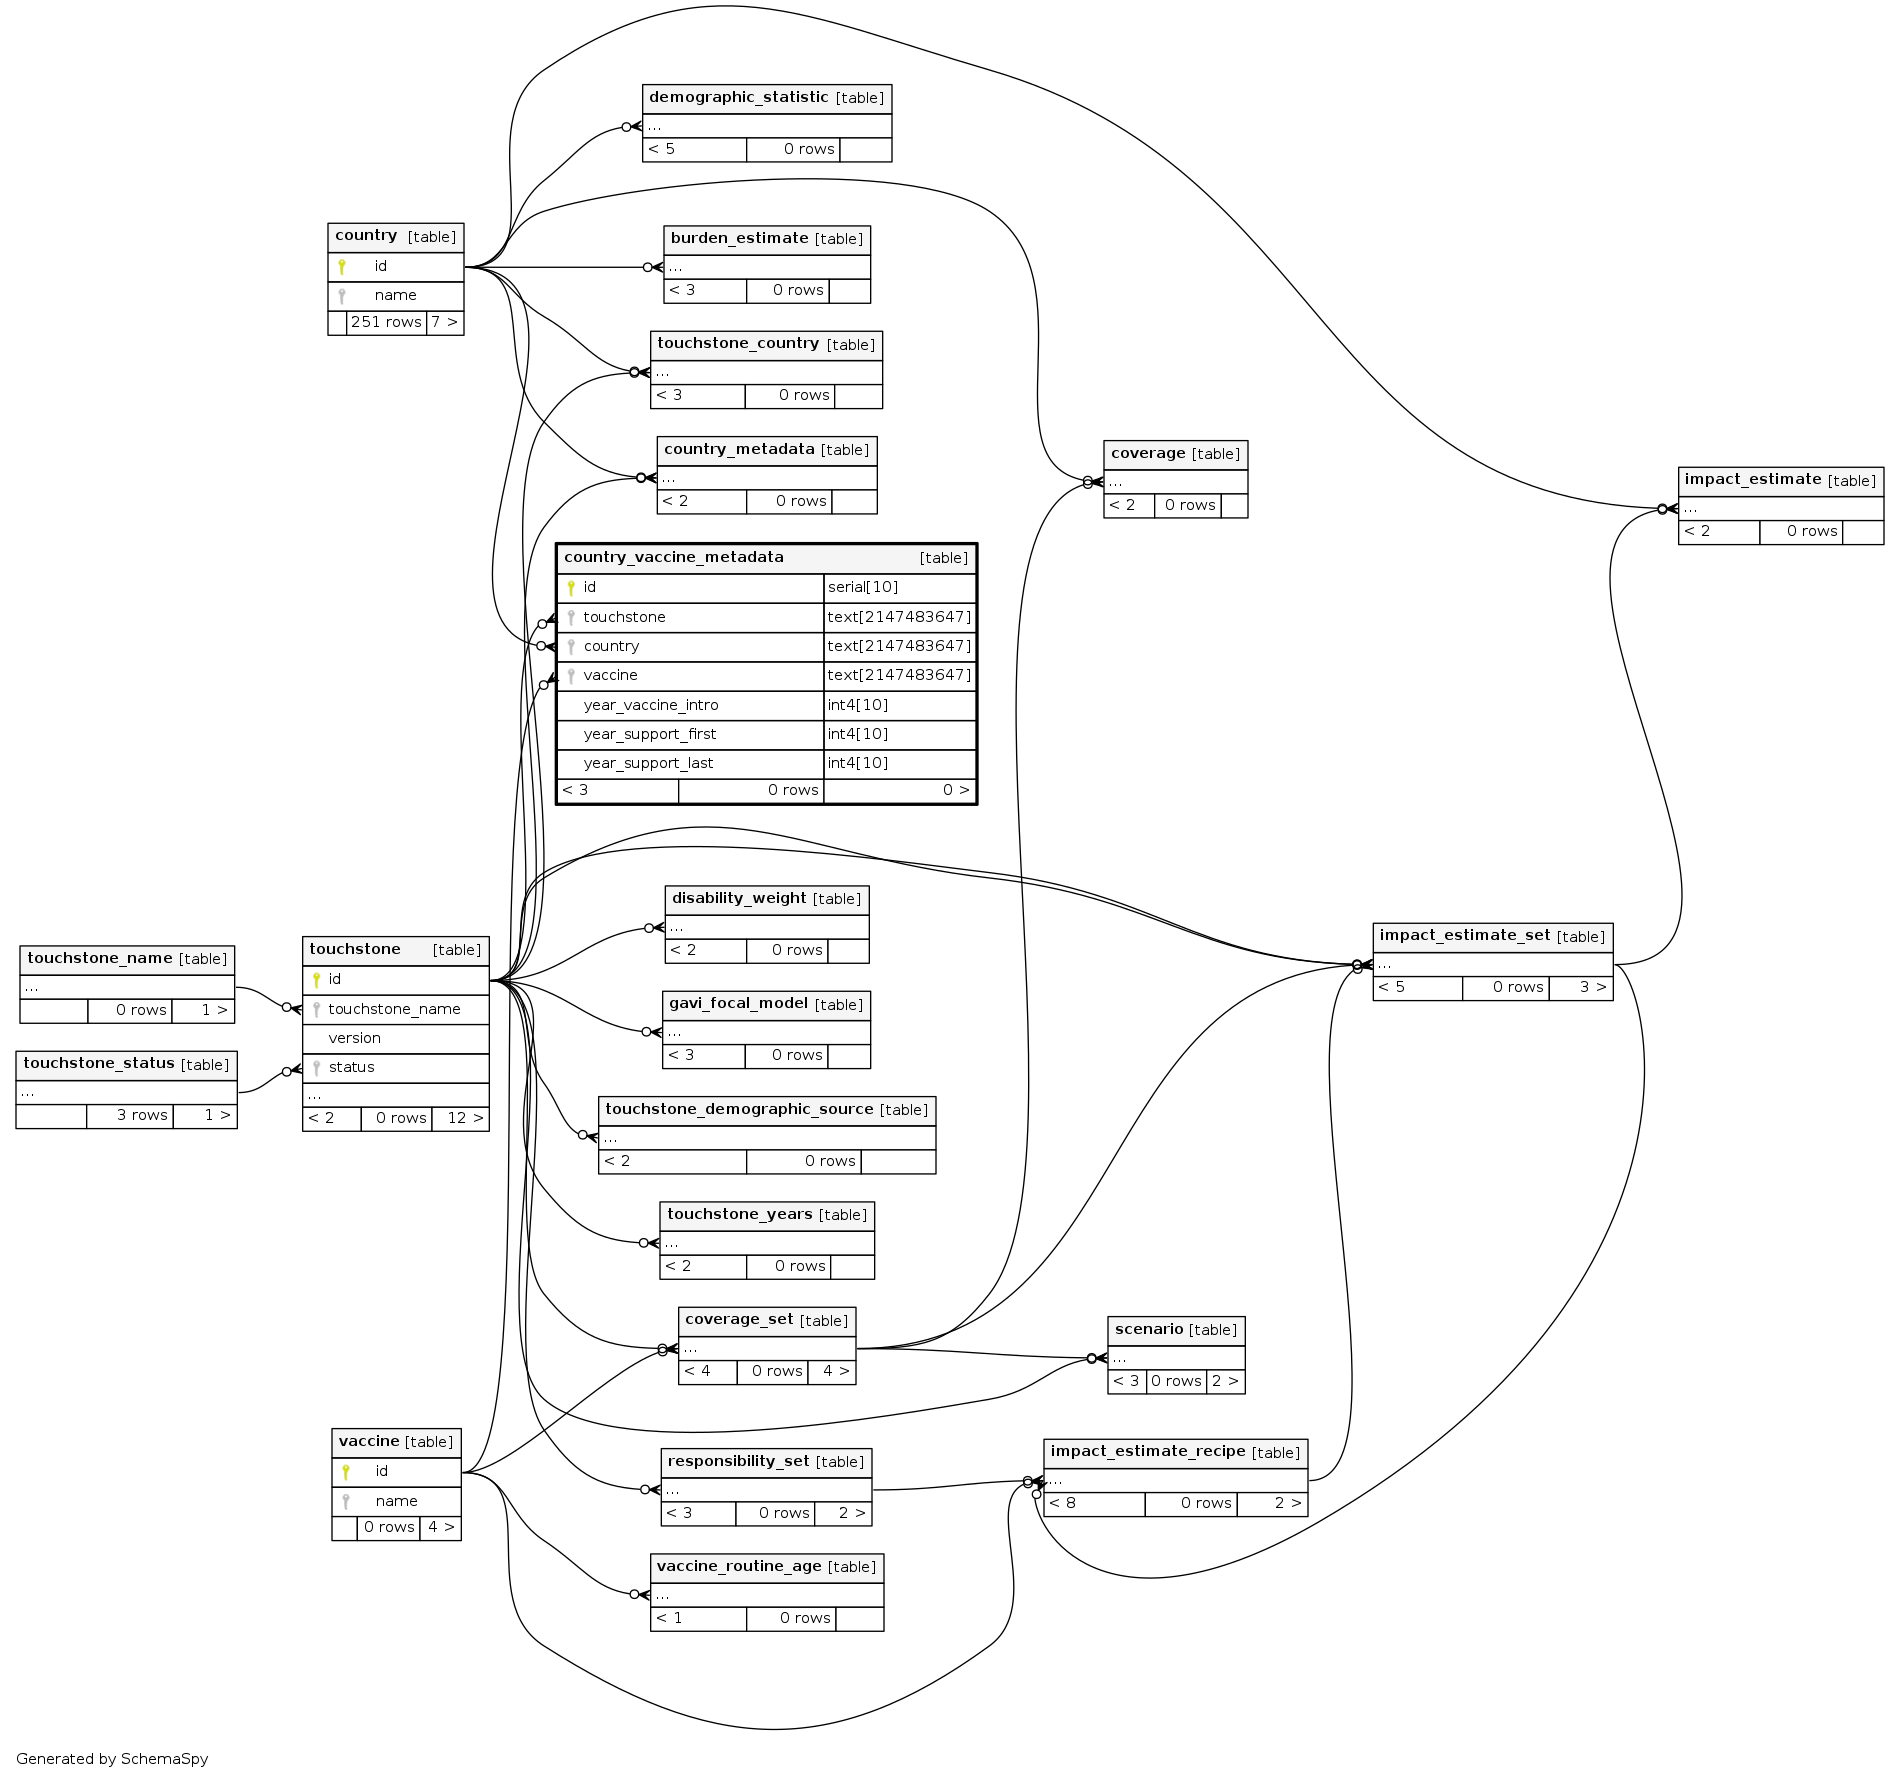 demographic_statistic [table]
...
< 5 0 rows
country [table]
id
name
251 rows 7 >
burden_estimate [table]
...
< 3 0 rows
touchstone_country [table]
...
< 3 0 rows
country_metadata [table]
...
< 2 0 rows
coverage [table]
...
< 2 0 rows
impact_estimate [table]
...
< 2 0 rows
country_vaccine_metadata [table]
id serial[10]
touchstone text[2147483647]
country text[2147483647]
vaccine text[2147483647]
year_vaccine_intro int4[10]
year_support_first int4[10]
year_support_last int4[10]
< 3 0 rows 0 >
disability_weight [table]
...
< 2 0 rows
impact_estimate_set [table]
...
< 5 0 rows 3 >
touchstone_name [table]
...
0 rows 1 >
touchstone_status [table]
...
3 rows 1 >
touchstone [table]
id
touchstone_name
version
status
...
< 2 0 rows 12 >
gavi_focal_model [table]
...
< 3 0 rows
touchstone_demographic_source [table]
...
< 2 0 rows
touchstone_years [table]
...
< 2 0 rows
coverage_set [table]
...
< 4 0 rows 4 >
scenario [table]
...
< 3 0 rows 2 >
vaccine [table]
id
name
0 rows 4 >
responsibility_set [table]
...
< 3 0 rows 2 >
impact_estimate_recipe [table]
...
< 8 0 rows 2 >
vaccine_routine_age [table]
...
< 1 0 rows
Generated by SchemaSpy